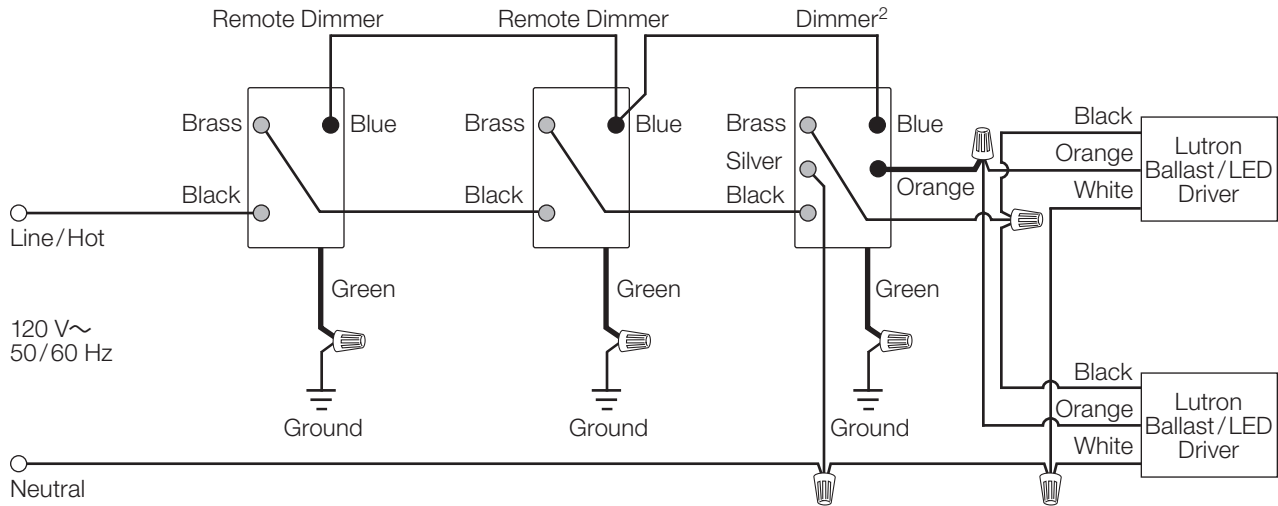 Remote Dimmer
Remote Dimmer
Dimmer²
Brass
Blue
Brass
Blue
Brass
Blue
Silver
Orange
Black
Black
Black
Line/Hot
Green
Green
Green
120 V~
50/60 Hz
Ground
Ground
Ground
Neutral
Black
Orange
White
Lutron
Ballast/LED
Driver
Black
Orange
White
Lutron
Ballast/LED
Driver